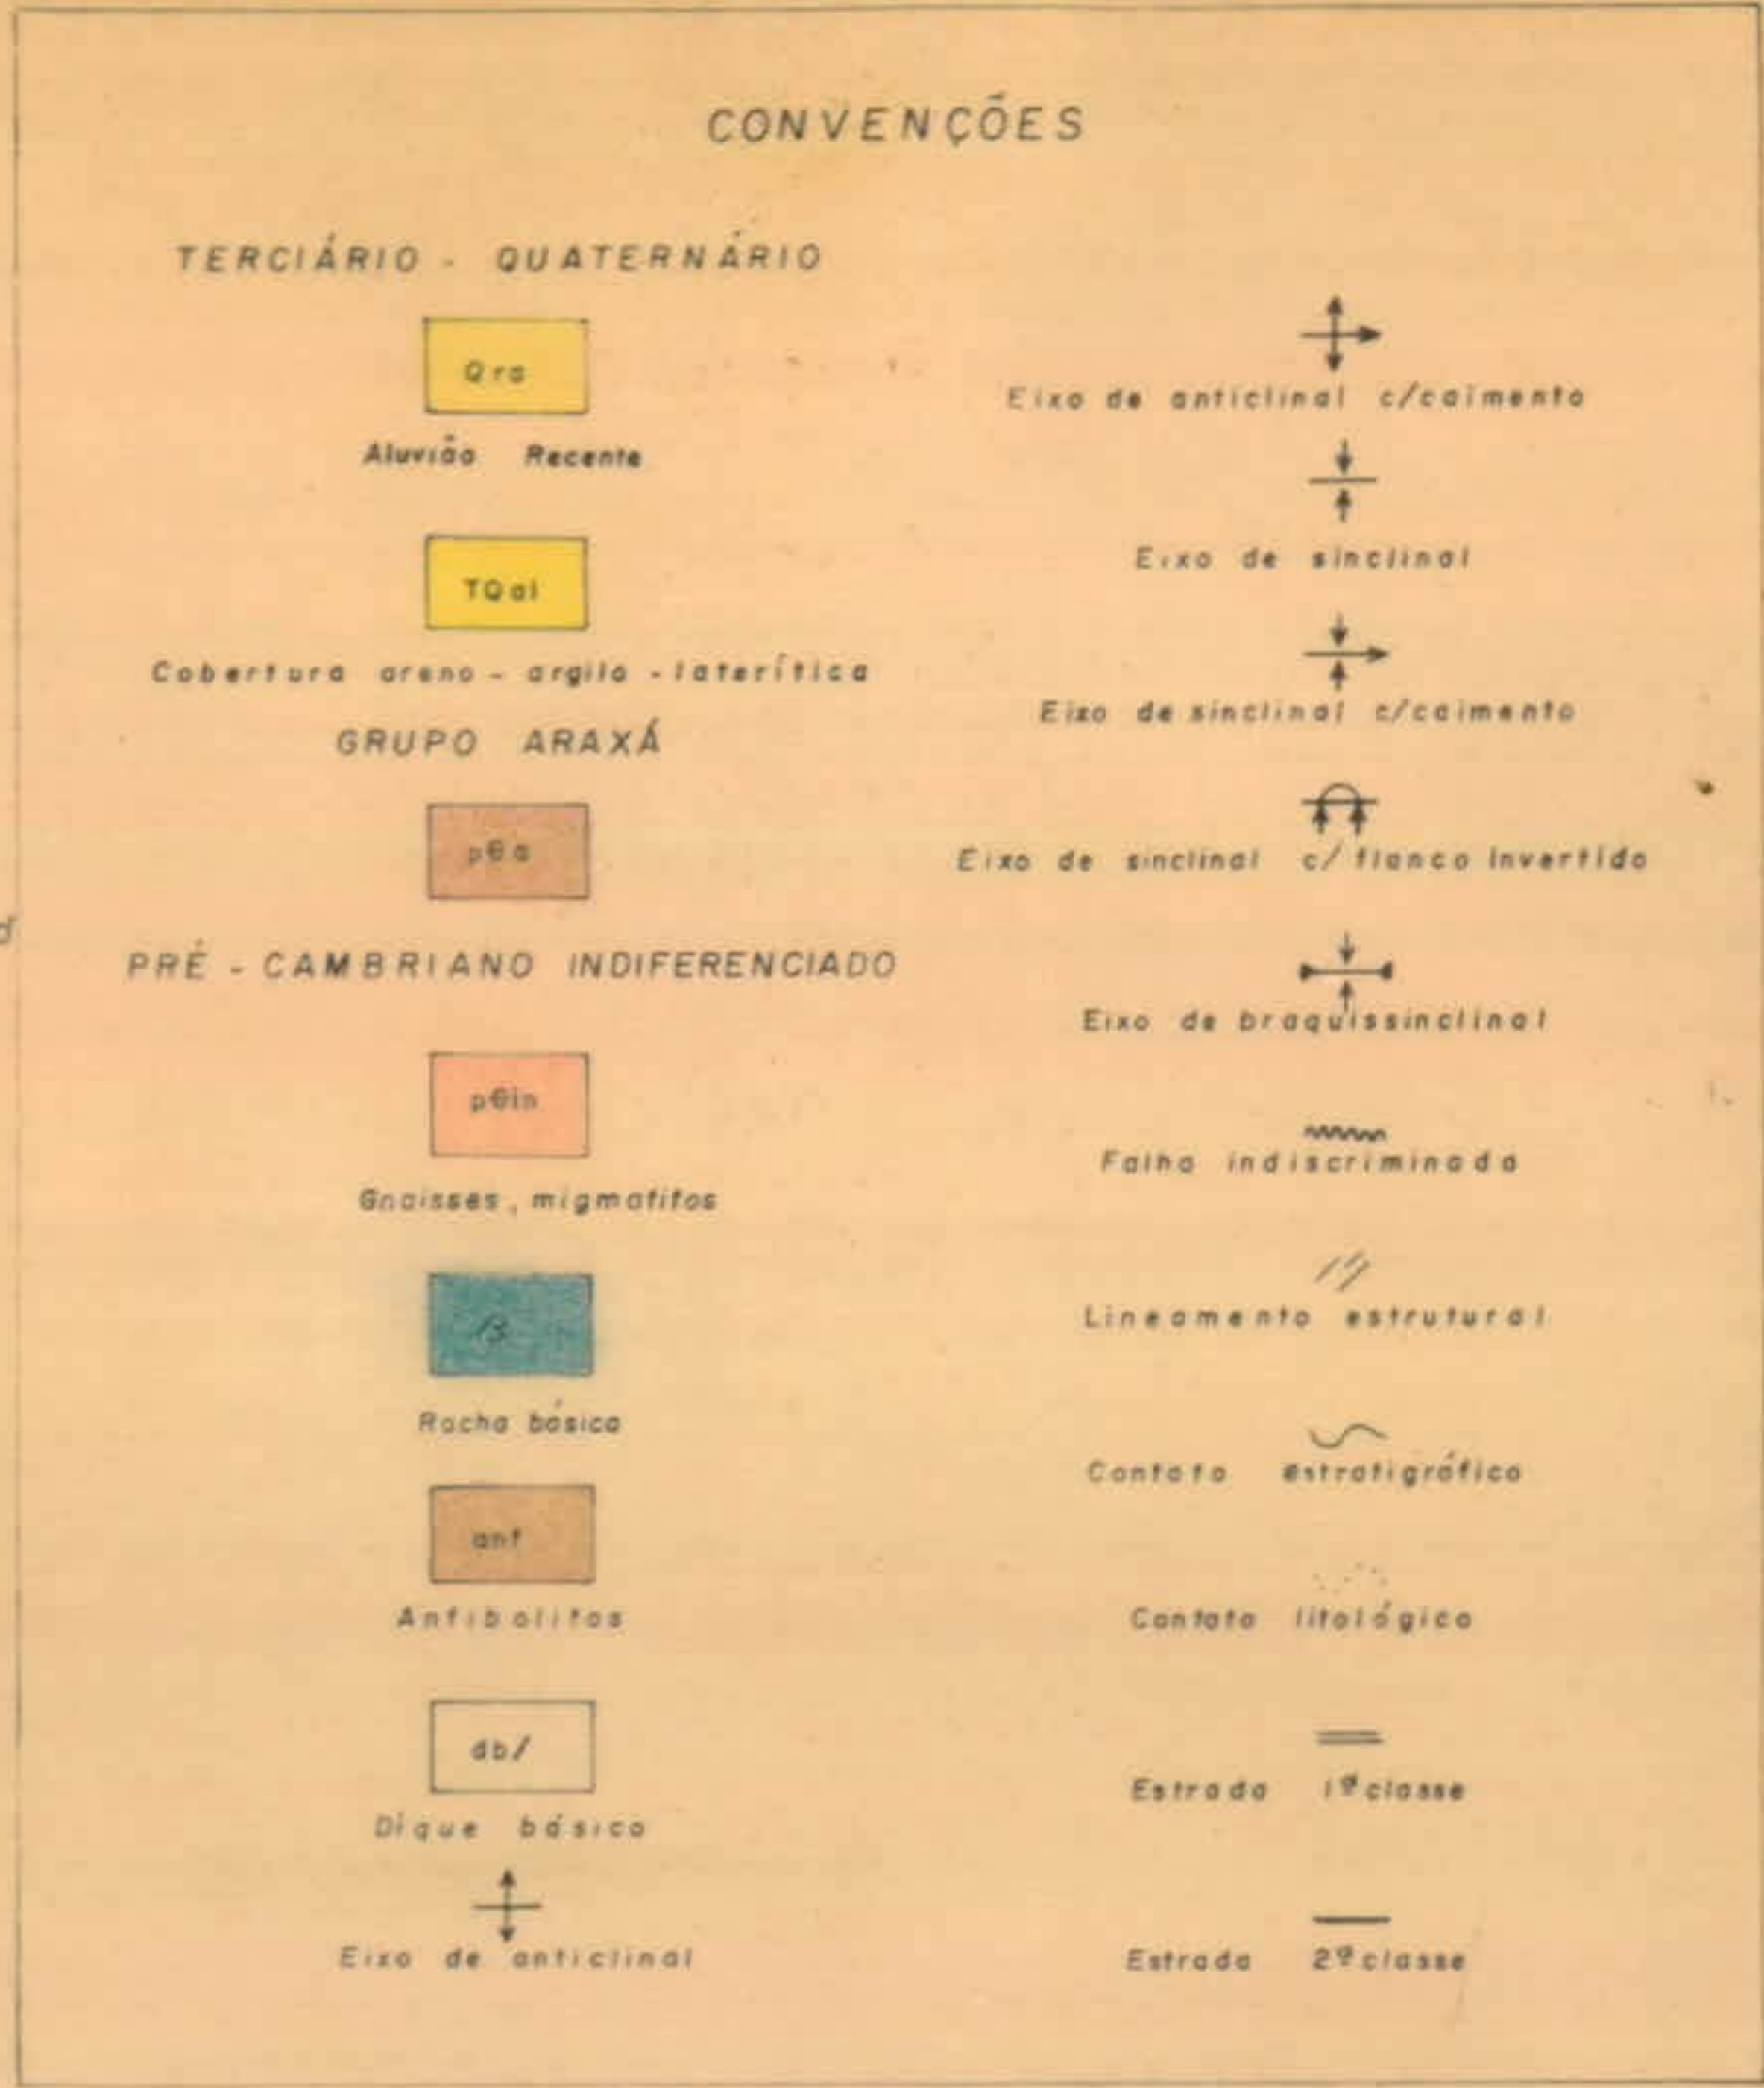 CONVENÇÕES
TERCIÁRIO - QUATERNÁRIO
Qra
Aluvião Recente
TQal
Cobertura areno - argilo - laterítica
GRUPO ARAXÁ
pЄa
PRÉ - CAMBRIANO INDIFERENCIADO
pЄin
Gnaisses, migmatitos
β
Rocha básica
anf
Anfibolitos
db/
Dique básico
Eixo de anticlinal
Eixo de anticlinal c/caimento
Eixo de sinclinal
Eixo de sinclinal c/caimento
Eixo de sinclinal c/ flanco Invertido
Eixo de braquissinclinal
Falha indiscriminada
Lineamento estrutural
Contato estratigráfico
Contato litológico
Estrada 1ª classe
Estrada 2ª classe